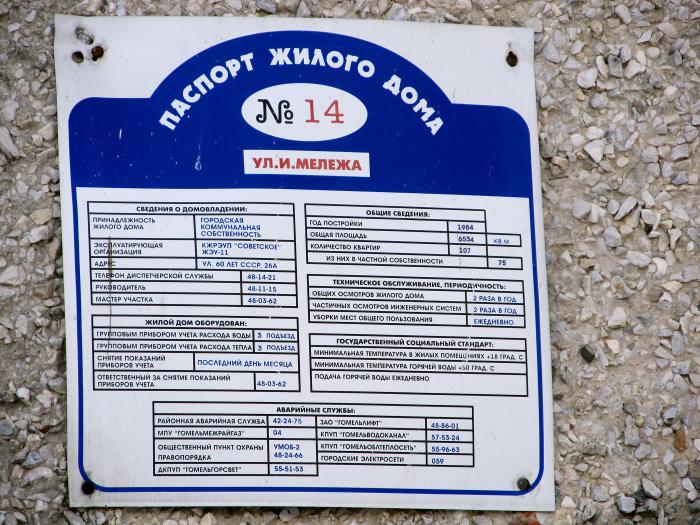 ПАСПОРТ ЖИЛОГО ДОМА
№ 14
УЛ.И.МЕЛЕЖА
СВЕДЕНИЯ О ДОМОВЛАДЕНИИ:
ПРИНАДЛЕЖНОСТЬ ЖИЛОГО ДОМА ГОРОДСКАЯ КОММУНАЛЬНАЯ СОБСТВЕННОСТЬ
ЭКСПЛУАТИРУЮЩАЯ ОРГАНИЗАЦИЯ КЖРЭУП "СОВЕТСКОЕ" ЖЭУ-11
АДРЕС УЛ. 60 ЛЕТ СССР, 26А
ТЕЛЕФОН ДИСПЕТЧЕРСКОЙ СЛУЖБЫ 48-14-21
РУКОВОДИТЕЛЬ 48-11-15
МАСТЕР УЧАСТКА 48-03-62
ЖИЛОЙ ДОМ ОБОРУДОВАН:
ГРУППОВЫМ ПРИБОРОМ УЧЕТА РАСХОДА ВОДЫ 3 ПОДЪЕЗД
ГРУППОВЫМ ПРИБОРОМ УЧЕТА РАСХОДА ТЕПЛА 3 ПОДЪЕЗД
СНЯТИЕ ПОКАЗАНИЙ ПРИБОРОВ УЧЕТА ПОСЛЕДНИЙ ДЕНЬ МЕСЯЦА
ОТВЕТСТВЕННЫЙ ЗА СНЯТИЕ ПОКАЗАНИЙ ПРИБОРОВ УЧЕТА 48-03-62
ОБЩИЕ СВЕДЕНИЯ:
ГОД ПОСТРОЙКИ 1984
ОБЩАЯ ПЛОЩАДЬ 6534 КВ М
КОЛИЧЕСТВО КВАРТИР 107
ИЗ НИХ В ЧАСТНОЙ СОБСТВЕННОСТИ 75
ТЕХНИЧЕСКОЕ ОБСЛУЖИВАНИЕ, ПЕРИОДИЧНОСТЬ:
ОБЩИХ ОСМОТРОВ ЖИЛОГО ДОМА 2 РАЗА В ГОД
ЧАСТИЧНЫХ ОСМОТРОВ ИНЖЕНЕРНЫХ СИСТЕМ 2 РАЗА В ГОД
УБОРКИ МЕСТ ОБЩЕГО ПОЛЬЗОВАНИЯ ЕЖЕДНЕВНО
ГОСУДАРСТВЕННЫЙ СОЦИАЛЬНЫЙ СТАНДАРТ:
МИНИМАЛЬНАЯ ТЕМПЕРАТУРА В ЖИЛЫХ ПОМЕЩЕНИЯХ +18 ГРАД. С
МИНИМАЛЬНАЯ ТЕМПЕРАТУРА ГОРЯЧЕЙ ВОДЫ +50 ГРАД. С
ПОДАЧА ГОРЯЧЕЙ ВОДЫ ЕЖЕДНЕВНО
АВАРИЙНЫЕ СЛУЖБЫ:
РАЙОННАЯ АВАРИЙНАЯ СЛУЖБА 42-24-75
МПУ "ГОМЕЛЬМЕЖРАЙГАЗ" 04
ОБЩЕСТВЕННЫЙ ПУНКТ ОХРАНЫ ПРАВОПОРЯДКА УМОБ-2 48-24-66
ДКПУП "ГОМЕЛЬГОРСВЕТ" 55-51-53
ЗАО "ГОМЕЛЬЛИФТ" 48-86-01
КПУП "ГОМЕЛЬВОДОКАНАЛ" 57-53-24
КПУП "ГОМЕЛЬОБЛТЕПЛОСЕТЬ" 55-96-63
ГОРОДСКИЕ ЭЛЕКТРОСЕТИ 059